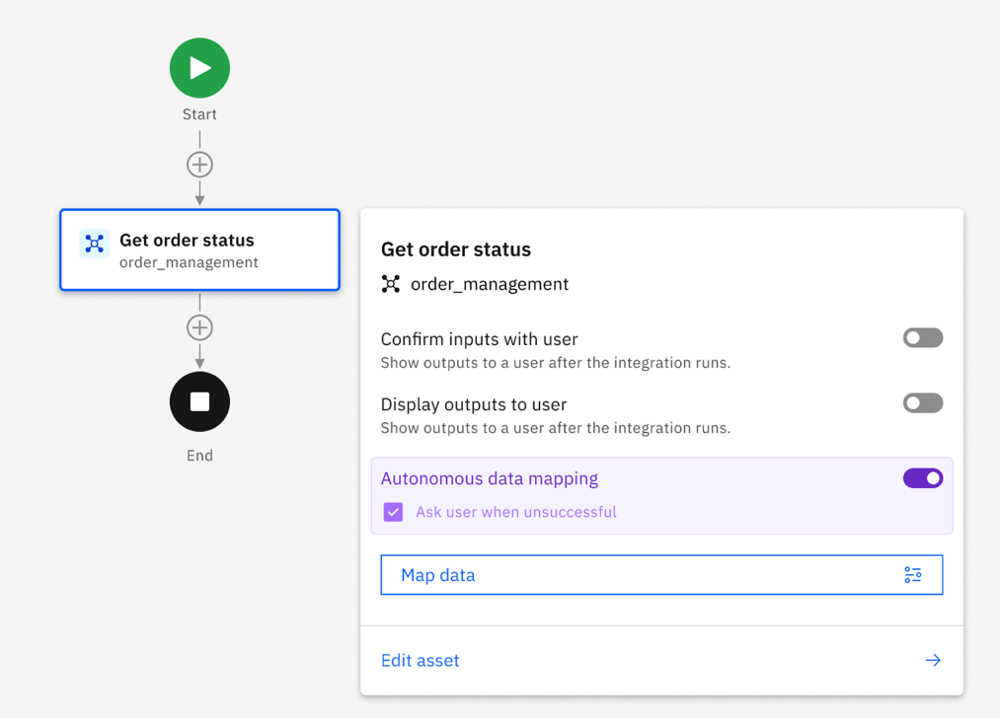 Start
Get order status
order_management
End
Get order status
order_management
Confirm inputs with user
Show outputs to a user after the integration runs.
Display outputs to user
Show outputs to a user after the integration runs.
Autonomous data mapping
Ask user when unsuccessful
Map data
Edit asset